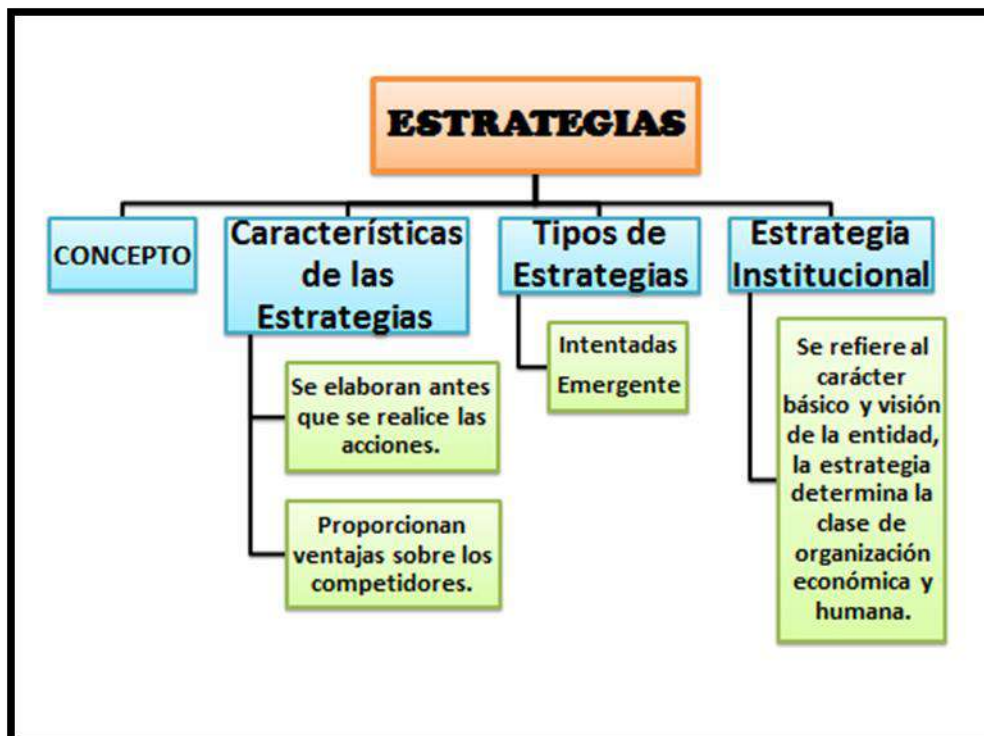 ESTRATEGIAS
CONCEPTO
Características
de las
Estrategias
Se elaboran antes
que se realice las
acciones.
Proporcionan
ventajas sobre los
competidores.
Tipos de
Estrategias
Intentadas
Emergente
Estrategia
Institucional
Se refiere al
carácter
básico y visión
de la entidad,
la estrategia
determina la
clase de
organización
económica y
humana.